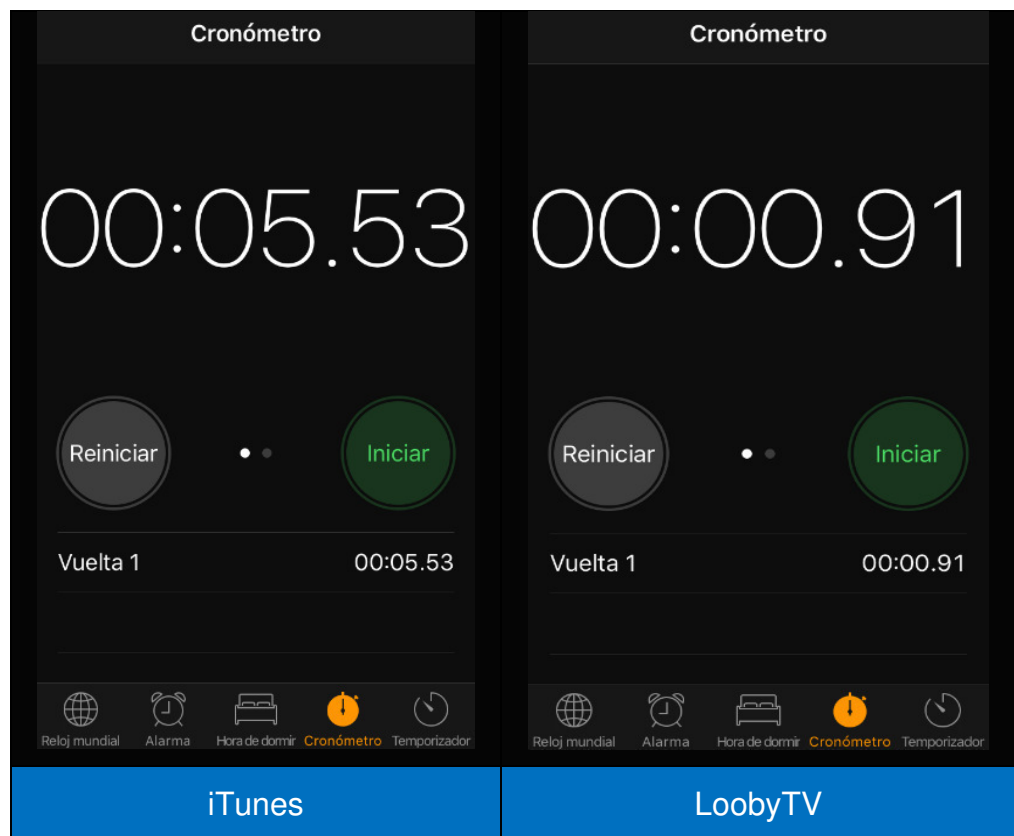 Cronómetro
00:05.53
Reiniciar
Iniciar
Vuelta 1 00:05.53
Reloj mundial Alarma Hora de dormir Cronómetro Temporizador
iTunes
Cronómetro
00:00.91
Reiniciar
Iniciar
Vuelta 1 00:00.91
Reloj mundial Alarma Hora de dormir Cronómetro Temporizador
LoobyTV